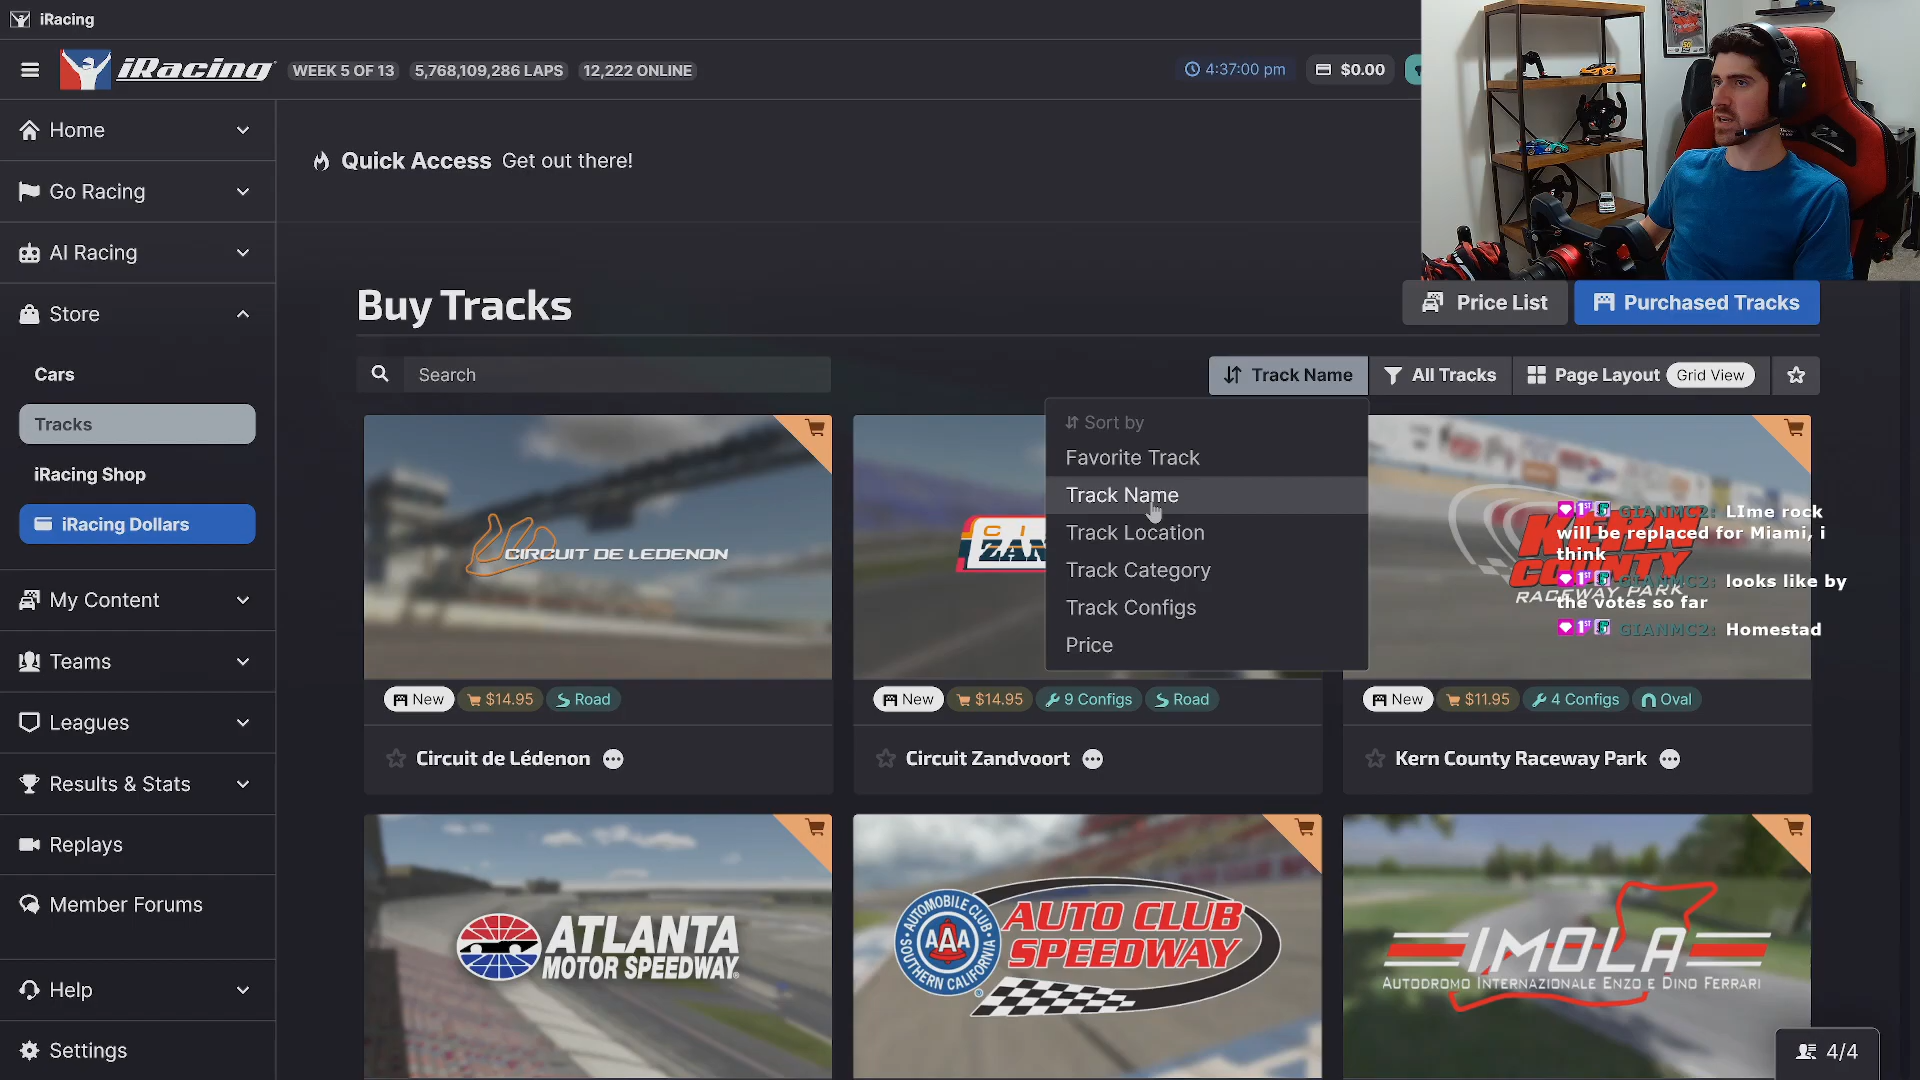 iRacing
iRacing
WEEK 5 OF 13
5,768,109,286 LAPS
12,222 ONLINE
4:37:00 pm
$0.00
Home
Go Racing
AI Racing
Store
Cars
Tracks
iRacing Shop
iRacing Dollars
My Content
Teams
Leagues
Results & Stats
Replays
Member Forums
Help
Settings
Quick Access Get out there!
Buy Tracks
Price List
Purchased Tracks
Search
Track Name
All Tracks
Page Layout Grid View
Sort by
Favorite Track
Track Name
Track Location
Track Category
Track Configs
Price
CIRCUIT DE LEDENON
New $14.95 Road
Circuit de Lédenon
New $14.95 9 Configs Road
Circuit Zandvoort
KERN
COUNTY
RACEWAY PARK
New $11.95 4 Configs Oval
Kern County Raceway Park
GIANMC2: LIme rock
will be replaced for Miami, i
think
GIANMC2: looks like by
the votes so far
GIANMC2: Homestad
ATLANTA
MOTOR SPEEDWAY
AUTOMOBILE CLUB
AAA
SOUTHERN CALIFORNIA
AUTO CLUB
SPEEDWAY
IMOLA
AUTODROMO INTERNAZIONALE ENZO E DINO FERRARI
4/4